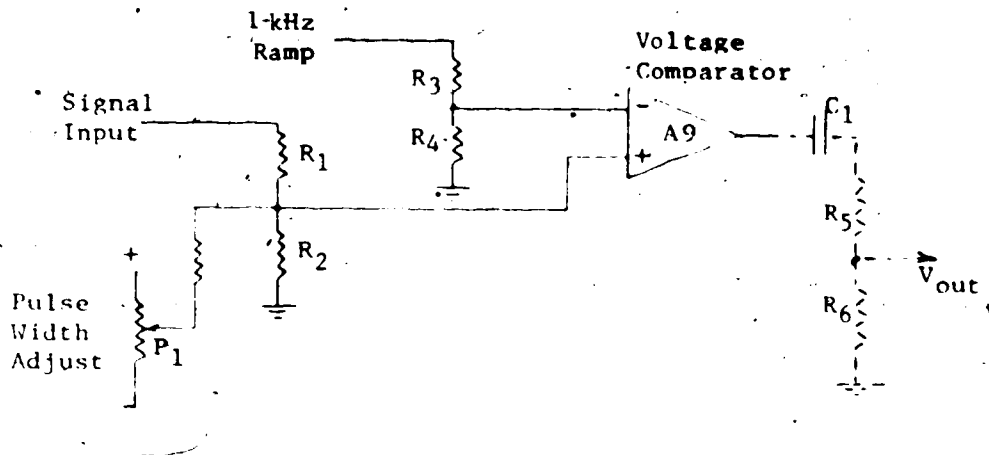 1-kHz
Ramp
Voltage
Comparator
R3
Signal
Input
C1
-
A9
R4
R1
+
R5
+
R2
Vout
Pulse
Width
Adjust
P1
R6